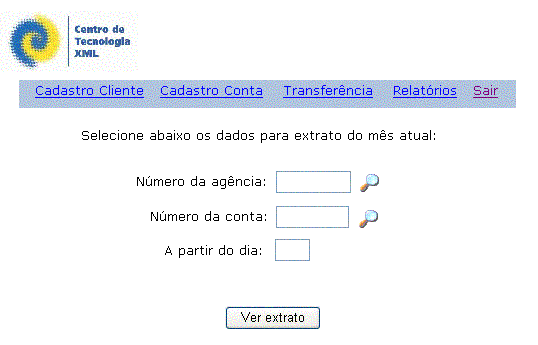 Centro de
Tecnologia
XML
Cadastro Cliente Cadastro Conta Transferência Relatórios Sair
Selecione abaixo os dados para extrato do mês atual:
Número da agência:
Número da conta:
A partir do dia:
Ver extrato